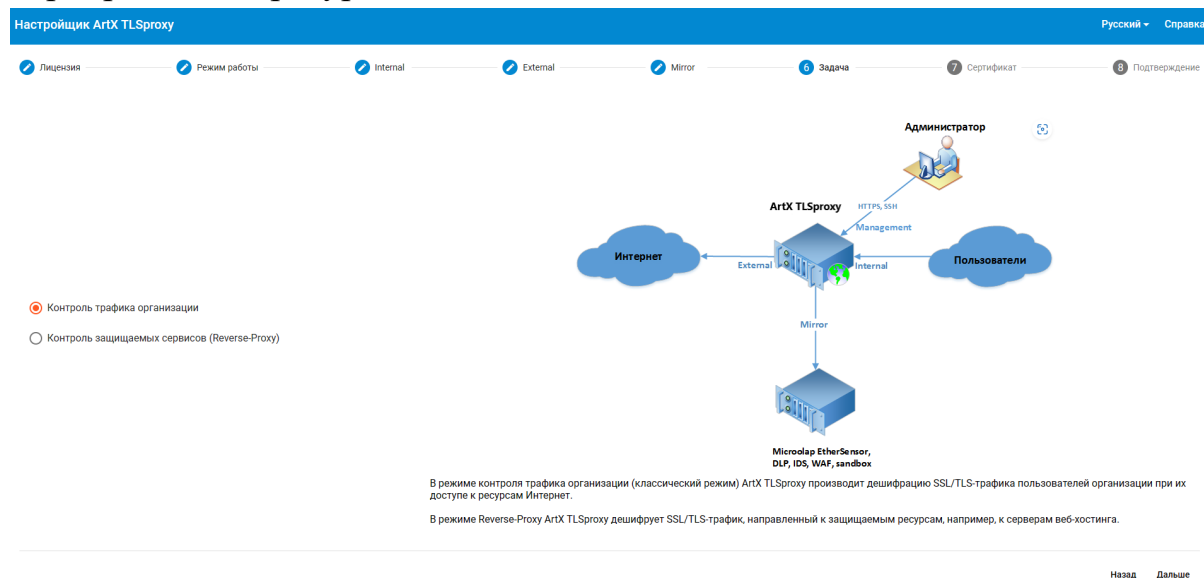 Настройщик ArtX TLSproxy
Русский Справка
Лицензия Режим работы Internal External Mirror 6 Задача 7 Сертификат 8 Подтверждение
Администратор
ArtX TLSproxy
HTTPS, SSH
Management
Интернет
External
Internal
Пользователи
Контроль трафика организации
Mirror
Контроль защищаемых сервисов (Reverse-Proxy)
Microolap EtherSensor,
DLP, IDS, WAF, sandbox
В режиме контроля трафика организации (классический режим) ArtX TLSproxy производит дешифрацию SSL/TLS-трафика пользователей организации при их
доступе к ресурсам Интернет.
В режиме Reverse-Proxy ArtX TLSproxy дешифрует SSL/TLS-трафик, направленный к защищаемым ресурсам, например, к серверам веб-хостинга.
Назад Дальше